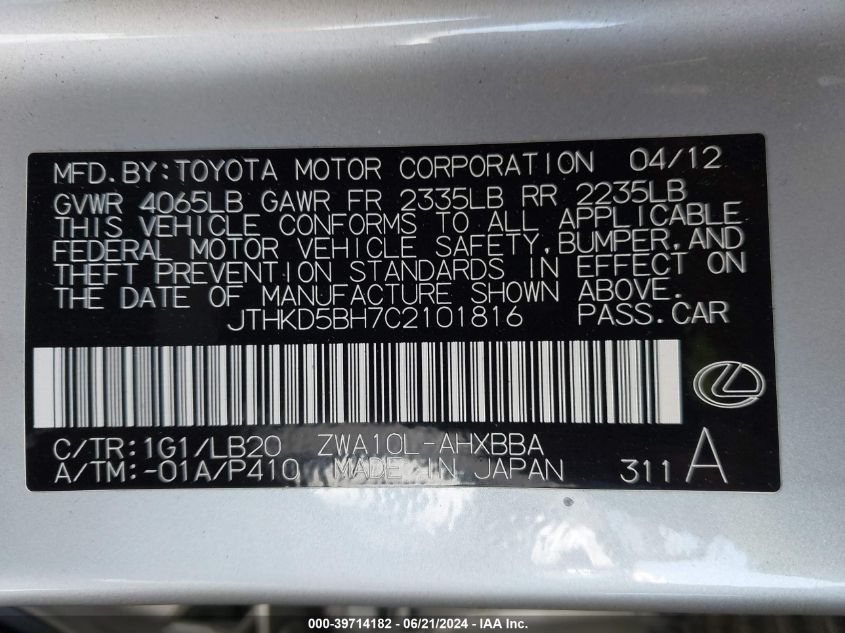 MFD.BY:TOYOTA MOTOR CORPORATION 04/12
GVWR 4065LB GAWR FR 2335LB RR 2235LB
THIS VEHICLE CONFORMS TO ALL APPLICABLE
FEDERAL MOTOR VEHICLE SAFETY,BUMPER,AND
THEFT PREVENTION STANDARDS IN EFFECT ON
THE DATE OF MANUFACTURE SHOWN ABOVE.
JTHKD5BH7C2101816 PASS.CAR
C/TR:1G1/LB20 ZWA10L-AHXBBA
A/TM:-01A/P410 MADE IN JAPAN 311 A
000-39714182 - 06/21/2024 - IAA Inc.